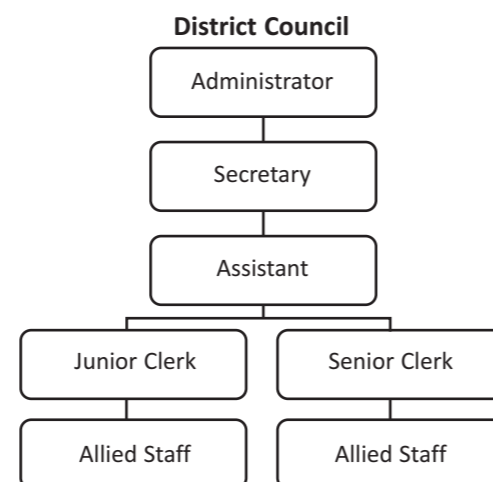 District Council
Administrator
Secretary
Assistant
Junior Clerk
Senior Clerk
Allied Staff
Allied Staff